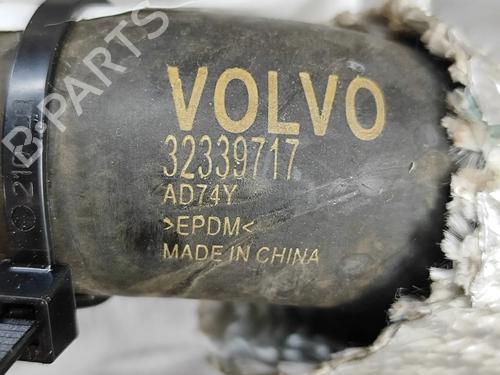 B-PARTS
VOLVO
32339717
AD74Y
>EPDM<
MADE IN CHINA